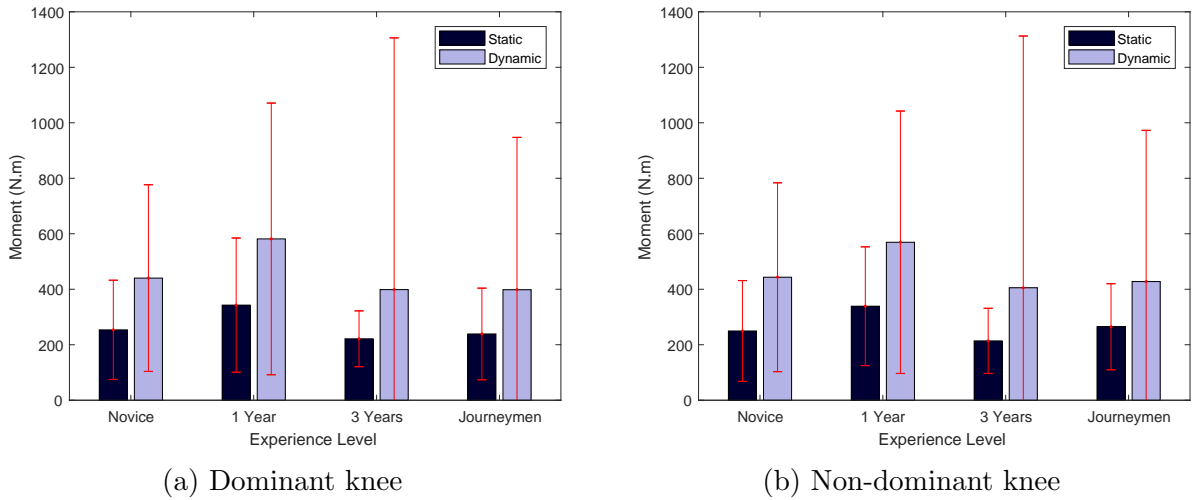 1400
1200
1000
800
600
400
200
0
Moment (N.m)
Static
Dynamic
Novice 1 Year 3 Years Journeymen
Experience Level
(a) Dominant knee
1400
1200
1000
800
600
400
200
0
Moment (N.m)
Static
Dynamic
Novice 1 Year 3 Years Journeymen
Experience Level
(b) Non-dominant knee